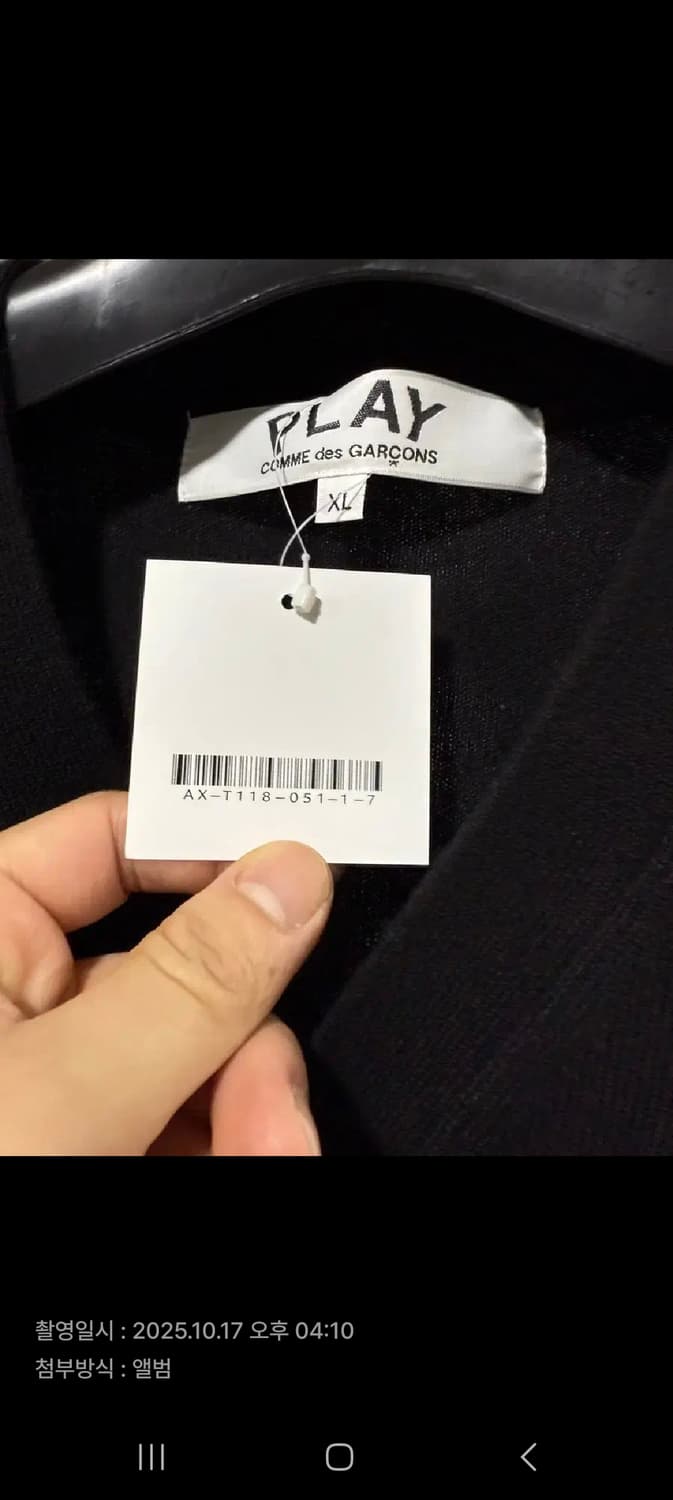 PLAY
COMME des GARÇONS
XL
AX-T118-051-1-7
촬영일시 : 2025.10.17 오후 04:10
첨부방식 : 앨범